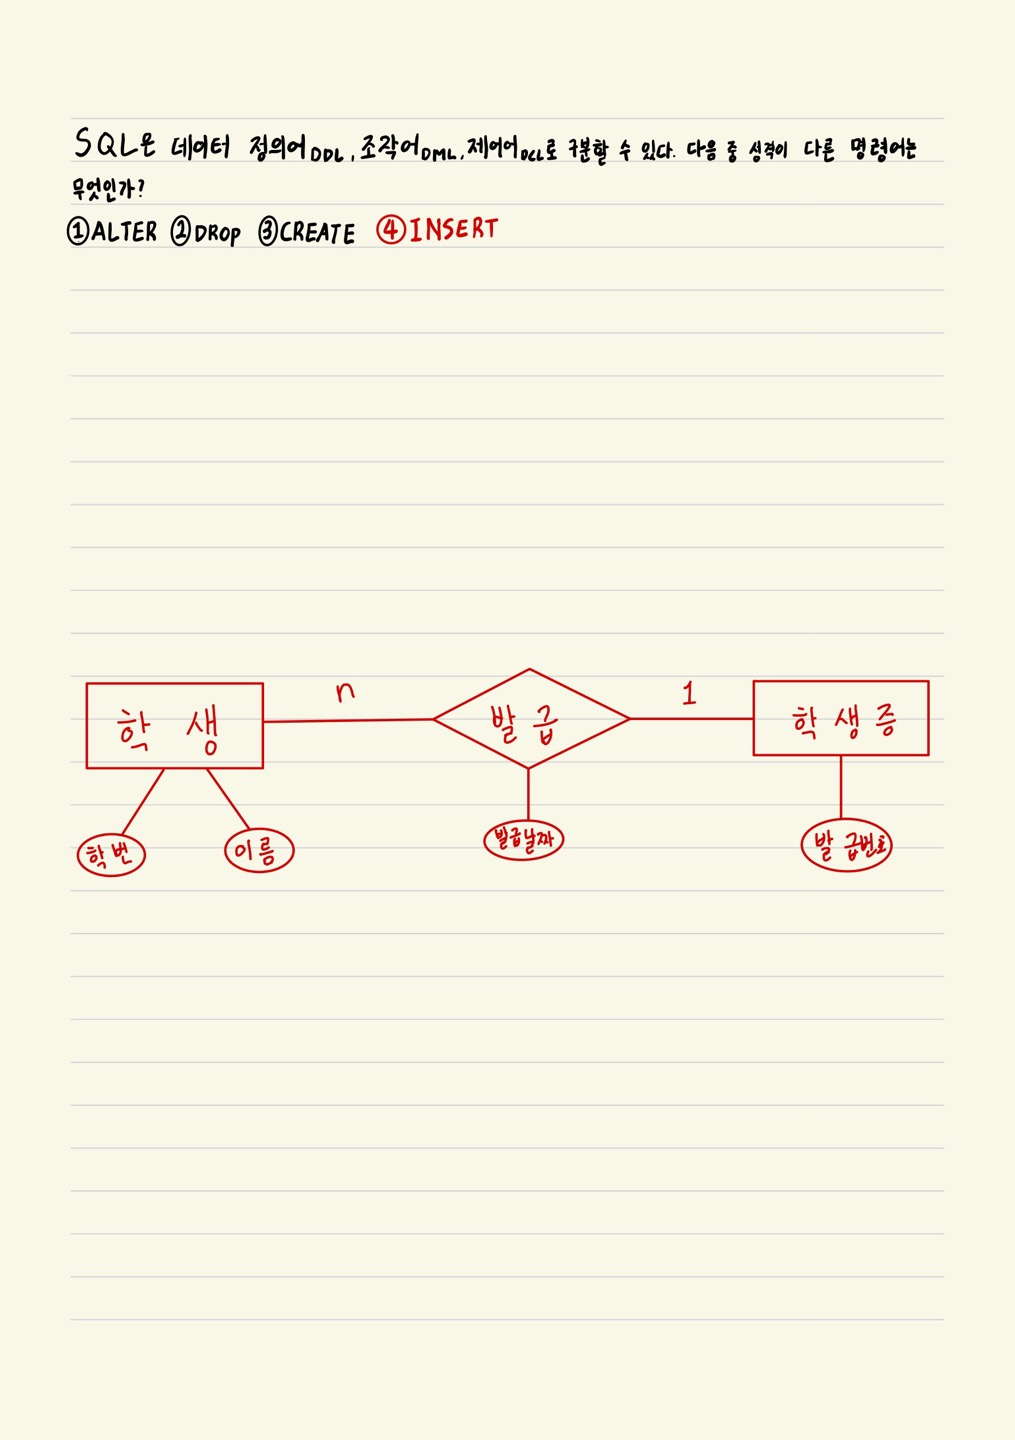 SQL은 데이터 정의어DDL, 조작어DML, 제어어DCL로 구분할 수 있다. 다음 중 성격이 다른 명령어는
무엇인가?
①ALTER ②DROP ③CREATE ④INSERT
n 1
학생 발급 학생증
학번 이름 발급날짜 발급번호